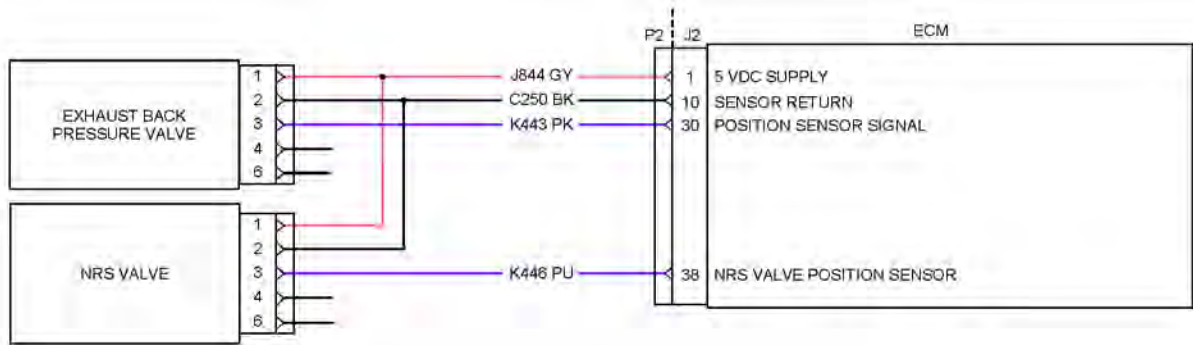 P2 J2 ECM
EXHAUST BACK
PRESSURE VALVE
1
2
3
4
6
J844 GY
C250 BK
K443 PK
1 5 VDC SUPPLY
10 SENSOR RETURN
30 POSITION SENSOR SIGNAL
NRS VALVE
1
2
3
4
6
K446 PU
38 NRS VALVE POSITION SENSOR